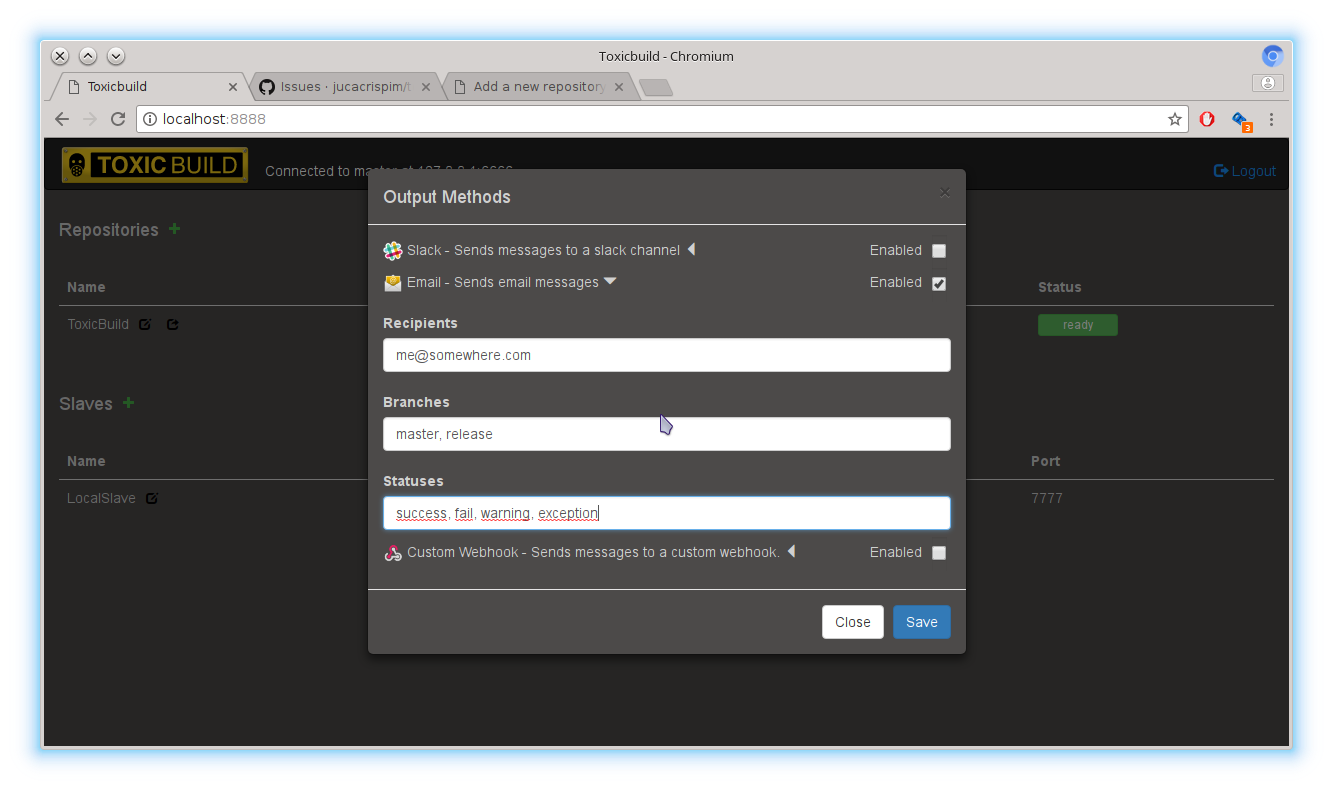 Toxicbuild - Chromium
Toxicbuild
Issues · jucacrispim/t
Add a new repository
localhost:8888
3
TOXIC BUILD
Connected to master at
Logout
Output Methods
Repositories
Slack - Sends messages to a slack channel Enabled
Email - Sends email messages Enabled
Name
Status
Recipients
ToxicBuild
ready
me@somewhere.com
Slaves
Branches
master, release
Name
Port
Statuses
LocalSlave
7777
success, fail, warning, exception
Custom Webhook - Sends messages to a custom webhook. Enabled
Close
Save